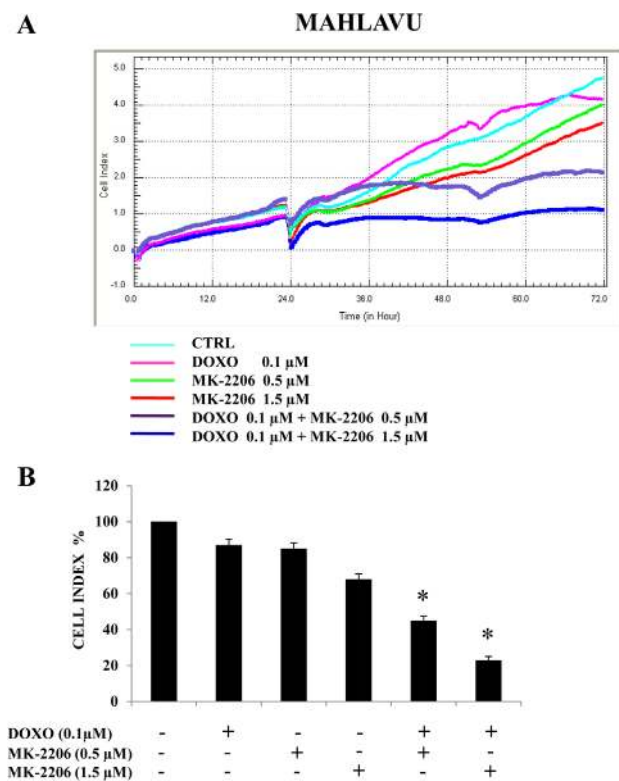 A
MAHLAVU
5.0
4.0
3.0
2.0
1.0
0.0
-1.0
Cell Index
0.0 12.0 24.0 36.0 48.0 60.0 72.0
Time (in Hour)
CTRL
DOXO 0.1 µM
MK-2206 0.5 µM
MK-2206 1.5 µM
DOXO 0.1 µM + MK-2206 0.5 µM
DOXO 0.1 µM + MK-2206 1.5 µM
B
120
100
80
60
40
20
0
CELL INDEX %
* *
DOXO (0.1µM) - + - - + +
MK-2206 (0.5 µM) - - + - + -
MK-2206 (1.5 µM) - - - + - +